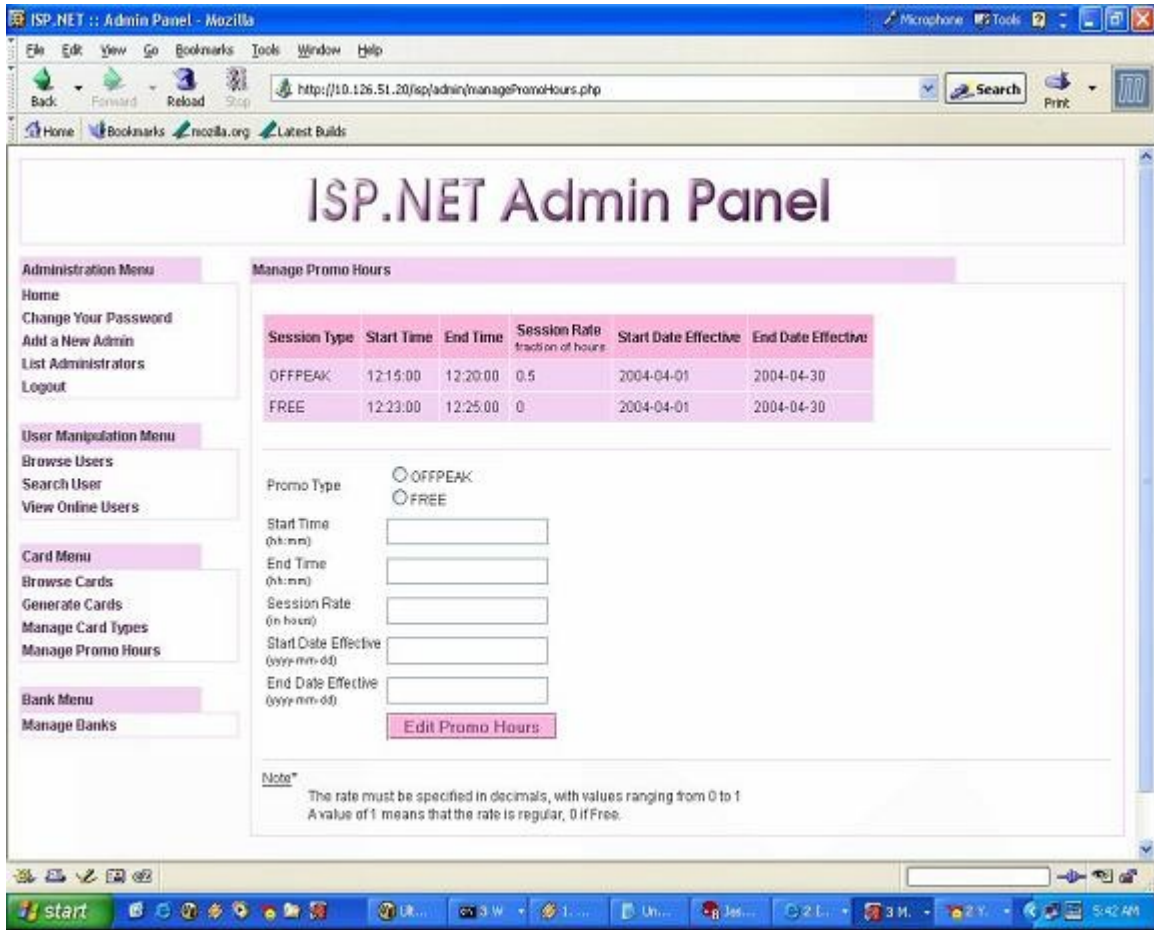 ISP.NET :: Admin Panel - Mozilla
Microphone Tools
File Edit View Go Bookmarks Tools Window Help
Back Forward Reload Stop http://10.126.51.20/isp/admin/managePromoHours.php Search Print
Home Bookmarks mozilla.org Latest Builds
ISP.NET Admin Panel
Administration Menu
Home
Change Your Password
Add a New Admin
List Administrators
Logout
User Manipulation Menu
Browse Users
Search User
View Online Users
Card Menu
Browse Cards
Generate Cards
Manage Card Types
Manage Promo Hours
Bank Menu
Manage Banks
Manage Promo Hours
Session Type Start Time End Time Session Rate fraction of hours Start Date Effective End Date Effective
OFFPEAK 12:15:00 12:20:00 0.5 2004-04-01 2004-04-30
FREE 12:23:00 12:25:00 0 2004-04-01 2004-04-30
Promo Type
OFFPEAK
FREE
Start Time
(hh:mm)
End Time
(hh:mm)
Session Rate
(in hours)
Start Date Effective
(yyyy-mm-dd)
End Date Effective
(yyyy-mm-dd)
Edit Promo Hours
Note*
The rate must be specified in decimals, with values ranging from 0 to 1
A value of 1 means that the rate is regular, 0 if Free.
start 3 W 1. ... Un... 2 L... 3 M. 2 Y. 5:42 AM